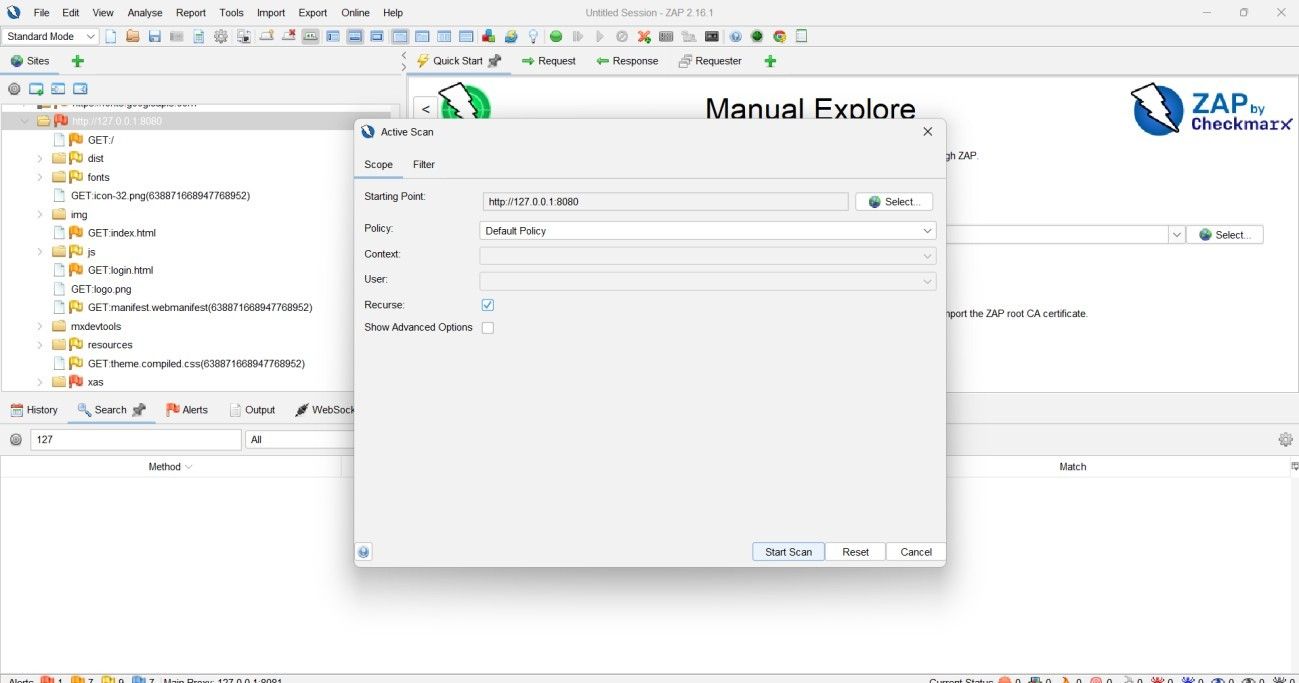 File Edit View Analyse Report Tools Import Export Online Help
Untitled Session - ZAP 2.16.1
Standard Mode
Sites
Quick Start Request Response Requester
< Manual Explore
ZAP by
Checkmarx
http://127.0.0.1:8080
GET:/
dist
fonts
GET:icon-32.png(638871668947768952)
img
GET:index.html
js
GET:login.html
GET:logo.png
GET:manifest.webmanifest(638871668947768952)
mxdevtools
resources
GET:theme.compiled.css(638871668947768952)
xas
Active Scan
Scope Filter
Starting Point: http://127.0.0.1:8080 Select...
Policy: Default Policy
Context:
User:
Recurse:
Show Advanced Options
Start Scan Reset Cancel
gh ZAP.
Select...
mport the ZAP root CA certificate.
History Search Alerts Output WebSock
127 All
Method Match
Alerts 1 7 9 7 Main Proxy: 127.0.0.1:8081
Current Status 0 0 0 0 0 0 0 0 0 0